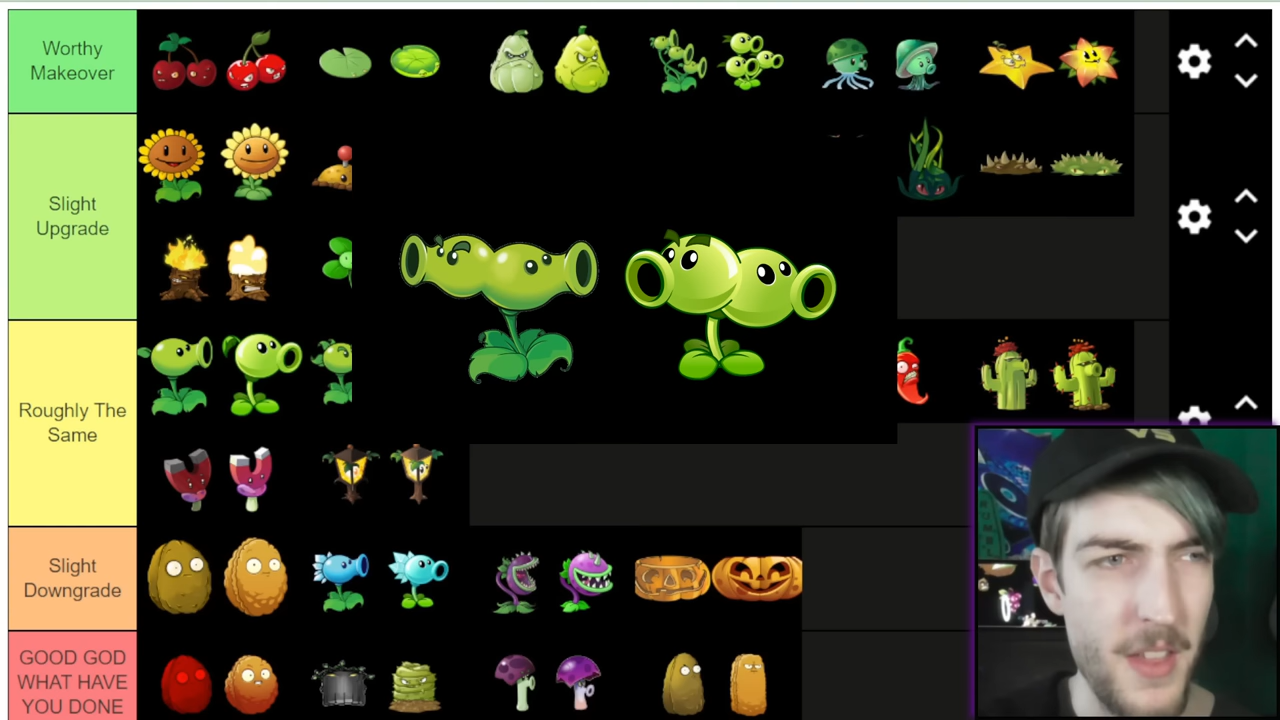 Worthy
Makeover
Slight
Upgrade
Roughly The
Same
Slight
Downgrade
GOOD GOD
WHAT HAVE
YOU DONE